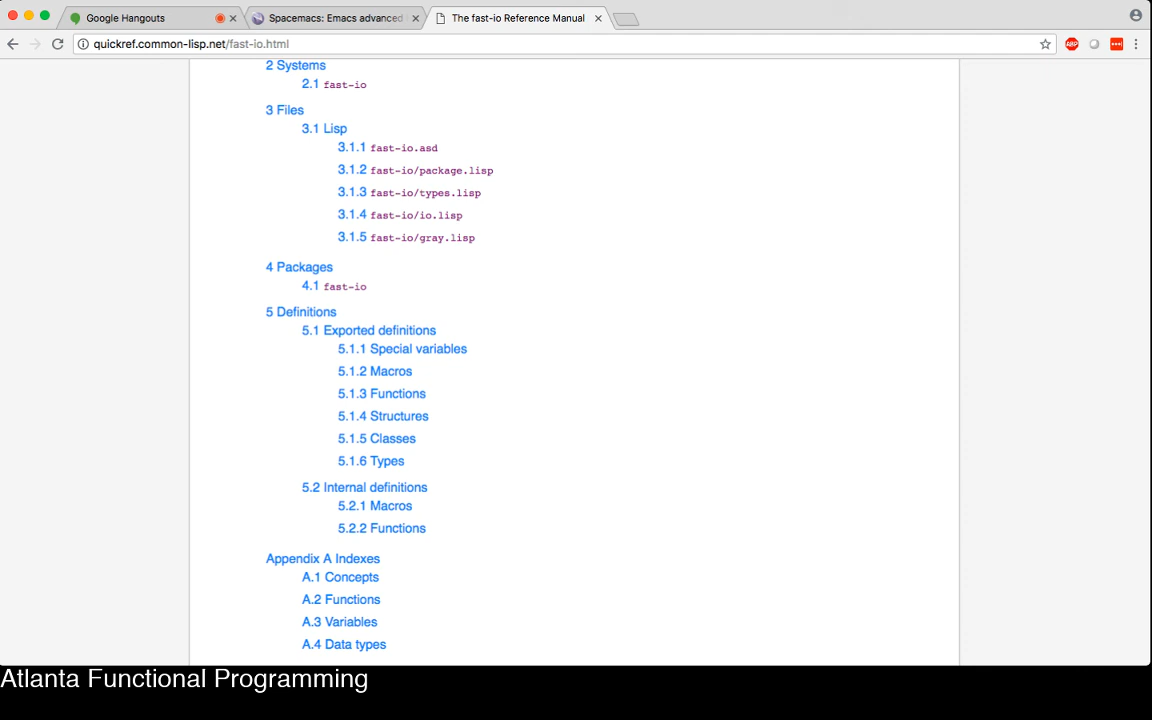 Google Hangouts
Spacemacs: Emacs advanced
The fast-io Reference Manual
quickref.common-lisp.net/fast-io.html
ABP
2 Systems
2.1 fast-io
3 Files
3.1 Lisp
3.1.1 fast-io.asd
3.1.2 fast-io/package.lisp
3.1.3 fast-io/types.lisp
3.1.4 fast-io/io.lisp
3.1.5 fast-io/gray.lisp
4 Packages
4.1 fast-io
5 Definitions
5.1 Exported definitions
5.1.1 Special variables
5.1.2 Macros
5.1.3 Functions
5.1.4 Structures
5.1.5 Classes
5.1.6 Types
5.2 Internal definitions
5.2.1 Macros
5.2.2 Functions
Appendix A Indexes
A.1 Concepts
A.2 Functions
A.3 Variables
A.4 Data types
Atlanta Functional Programming